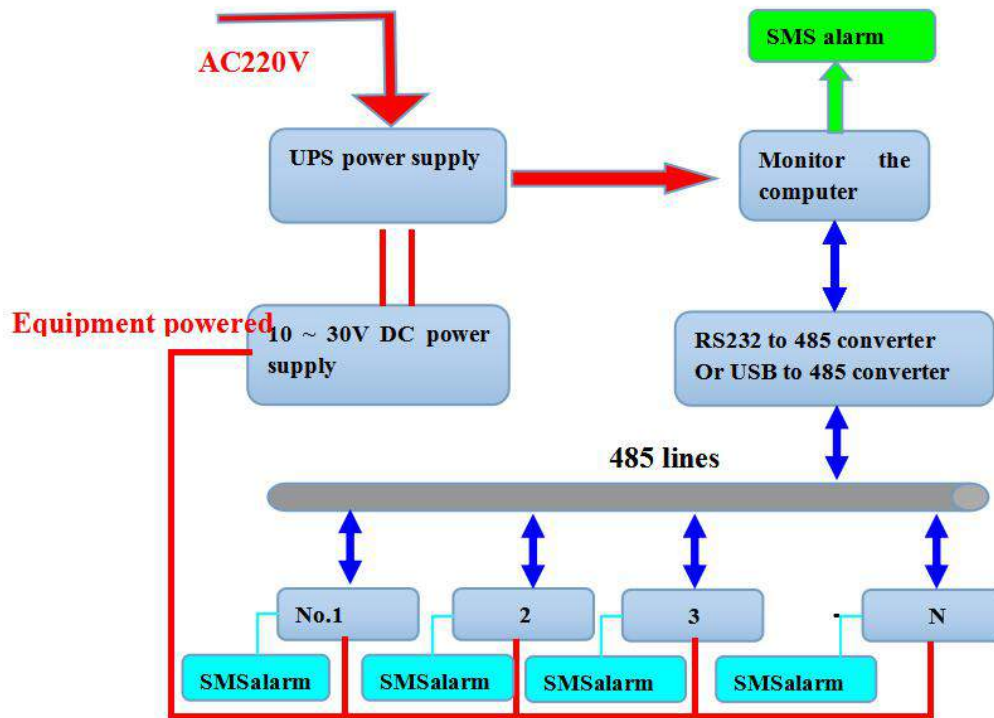 SMS alarm
AC220V
UPS power supply
Monitor the
computer
Equipment powered
10 ~ 30V DC power
supply
RS232 to 485 converter
Or USB to 485 converter
485 lines
No.1
2
3
-
N
SMSalarm
SMSalarm
SMSalarm
SMSalarm